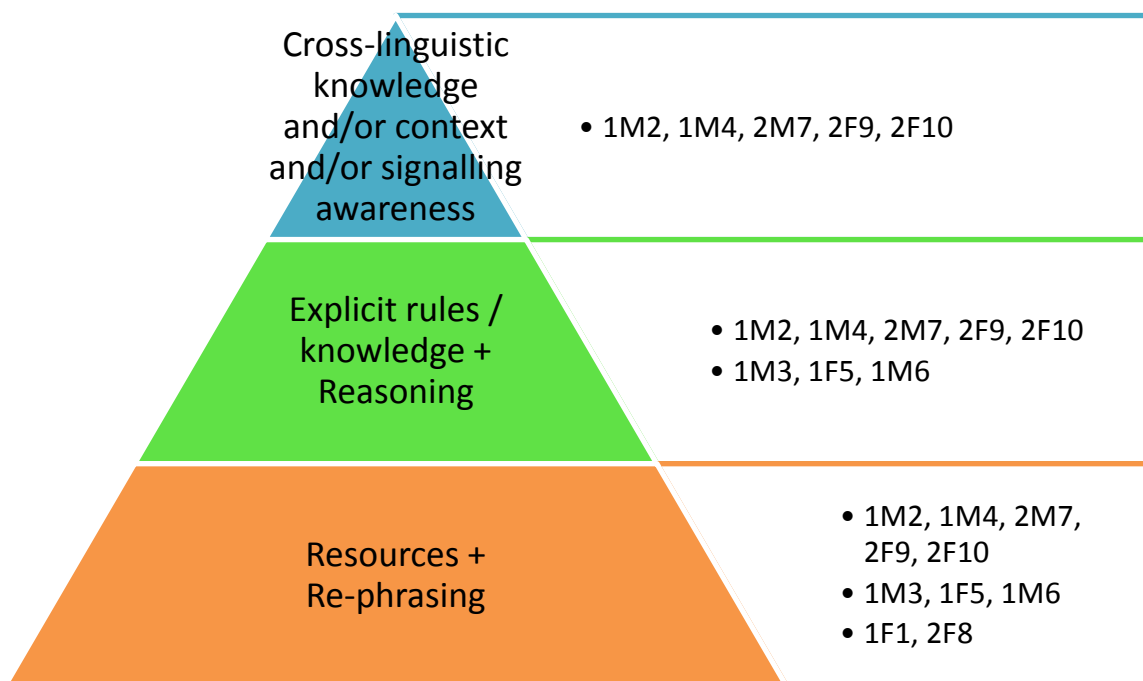 Cross-linguistic
knowledge
and/or context
and/or signalling
awareness
• 1M2, 1M4, 2M7, 2F9, 2F10
Explicit rules /
knowledge +
Reasoning
• 1M2, 1M4, 2M7, 2F9, 2F10
• 1M3, 1F5, 1M6
Resources +
Re-phrasing
• 1M2, 1M4, 2M7,
2F9, 2F10
• 1M3, 1F5, 1M6
• 1F1, 2F8